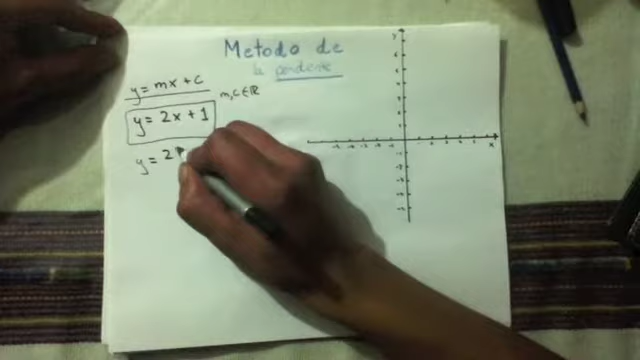 Metodo de
la pendiente
y = mx + c
m, c ∈ ℝ
y = 2x + 1
y = 2